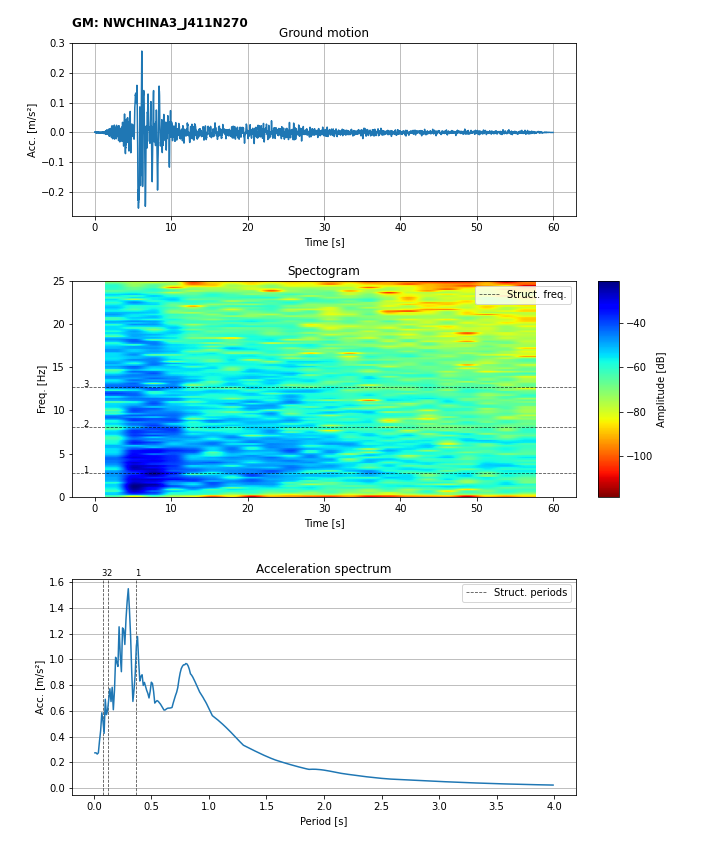 GM: NWCHINA3_J411N270
Ground motion
0.3
0.2
0.1
0.0
−0.1
−0.2
Acc. [m/s²]
0 10 20 30 40 50 60
Time [s]
Spectogram
25
20
15
10
5
0
Freq. [Hz]
Struct. freq.
3
2
1
0 10 20 30 40 50 60
Time [s]
−40
−60
−80
−100
Amplitude [dB]
Acceleration spectrum
32 1
1.6
1.4
1.2
1.0
0.8
0.6
0.4
0.2
0.0
Acc. [m/s²]
Struct. periods
0.0 0.5 1.0 1.5 2.0 2.5 3.0 3.5 4.0
Period [s]